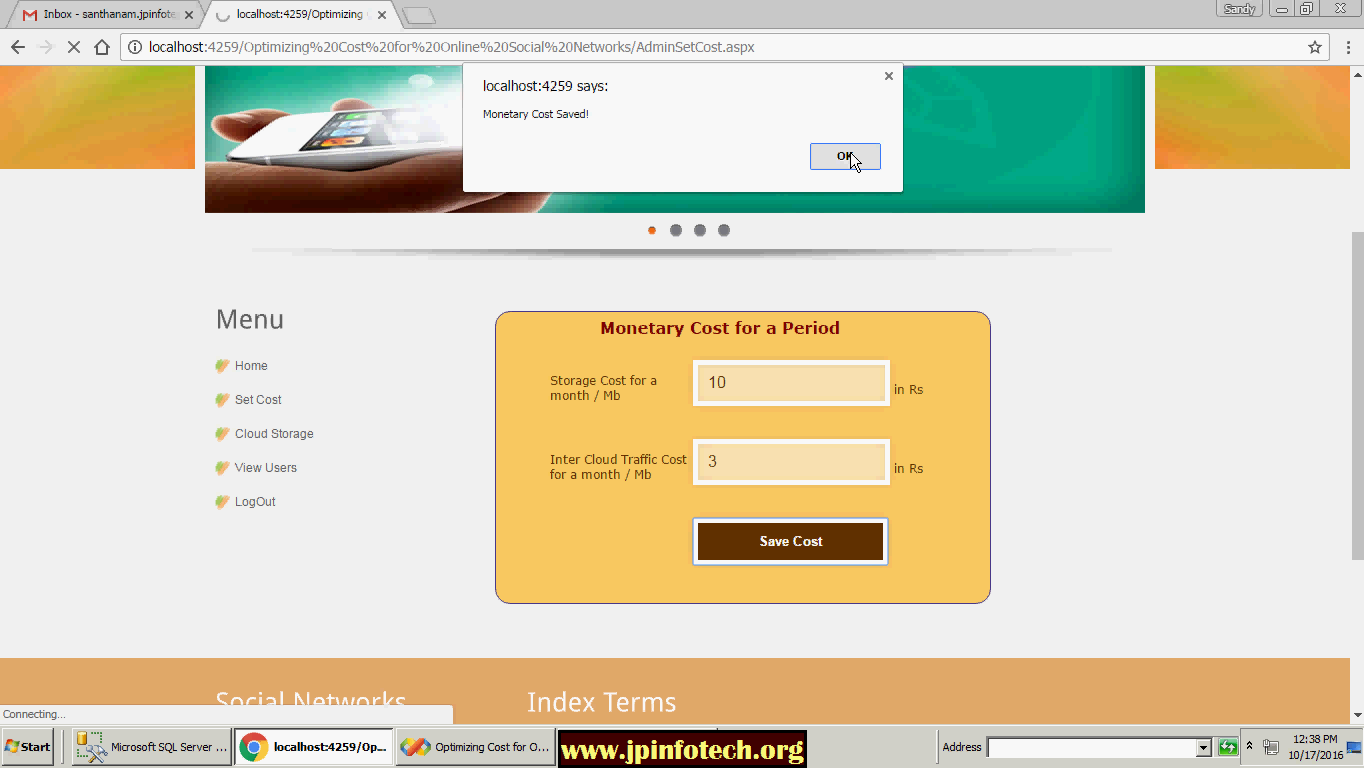 Inbox - santhanam.jpinfote
localhost:4259/Optimizing
Sandy
localhost:4259/Optimizing%20Cost%20for%20Online%20Social%20Networks/AdminSetCost.aspx
localhost:4259 says:
Monetary Cost Saved!
OK
Menu
Home
Set Cost
Cloud Storage
View Users
LogOut
Monetary Cost for a Period
Storage Cost for a
month / Mb
10
in Rs
Inter Cloud Traffic Cost
for a month / Mb
3
in Rs
Save Cost
Social Networks
Index Terms
Connecting...
Start
Microsoft SQL Server ...
localhost:4259/Op...
Optimizing Cost for O...
www.jpinfotech.org
Address
12:38 PM
10/17/2016